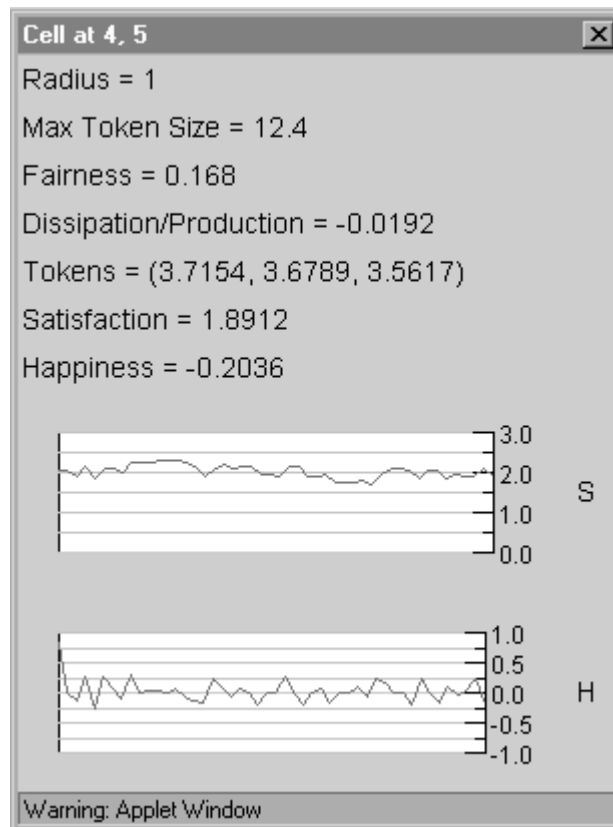 Cell at 4, 5
Radius = 1
Max Token Size = 12.4
Fairness = 0.168
Dissipation/Production = -0.0192
Tokens = (3.7154, 3.6789, 3.5617)
Satisfaction = 1.8912
Happiness = -0.2036
3.0
2.0
S
1.0
0.0
1.0
0.5
0.0
H
-0.5
-1.0
Warning: Applet Window